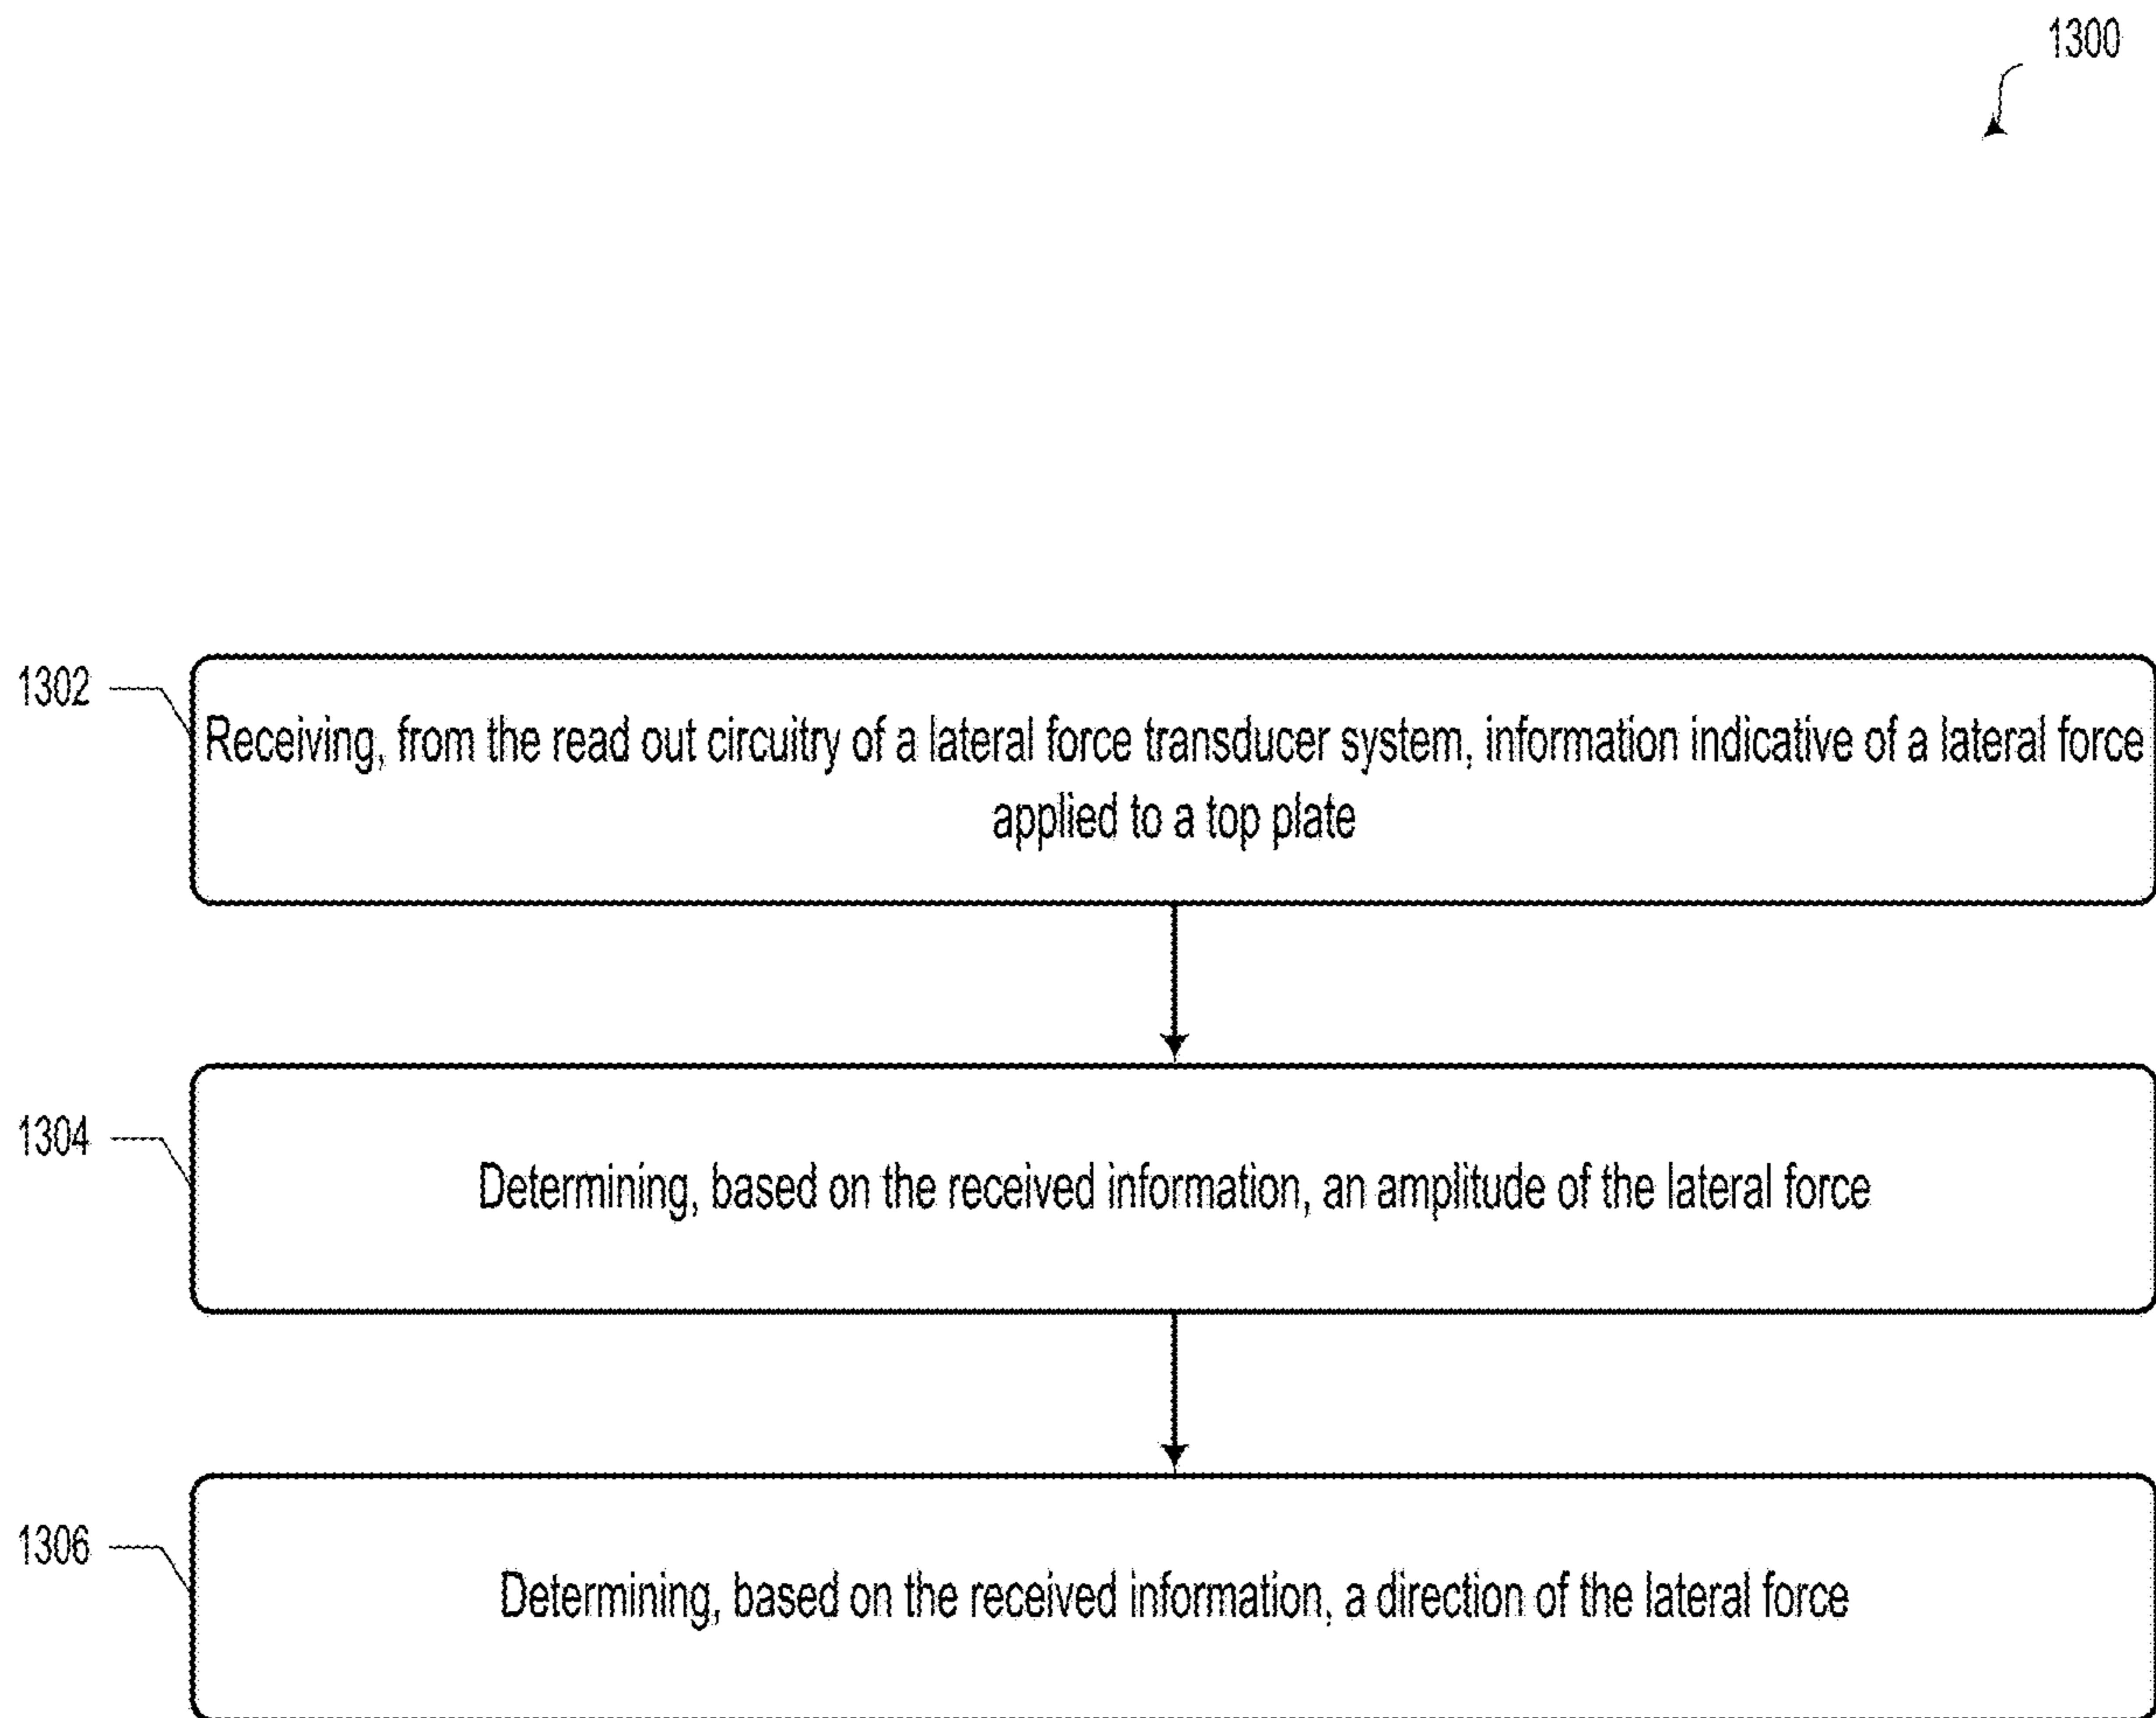 1300
1302
Receiving, from the read out circuitry of a lateral force transducer system, information indicative of a lateral force
applied to a top plate
1304
Determining, based on the received information, an amplitude of the lateral force
1306
Determining, based on the received information, a direction of the lateral force